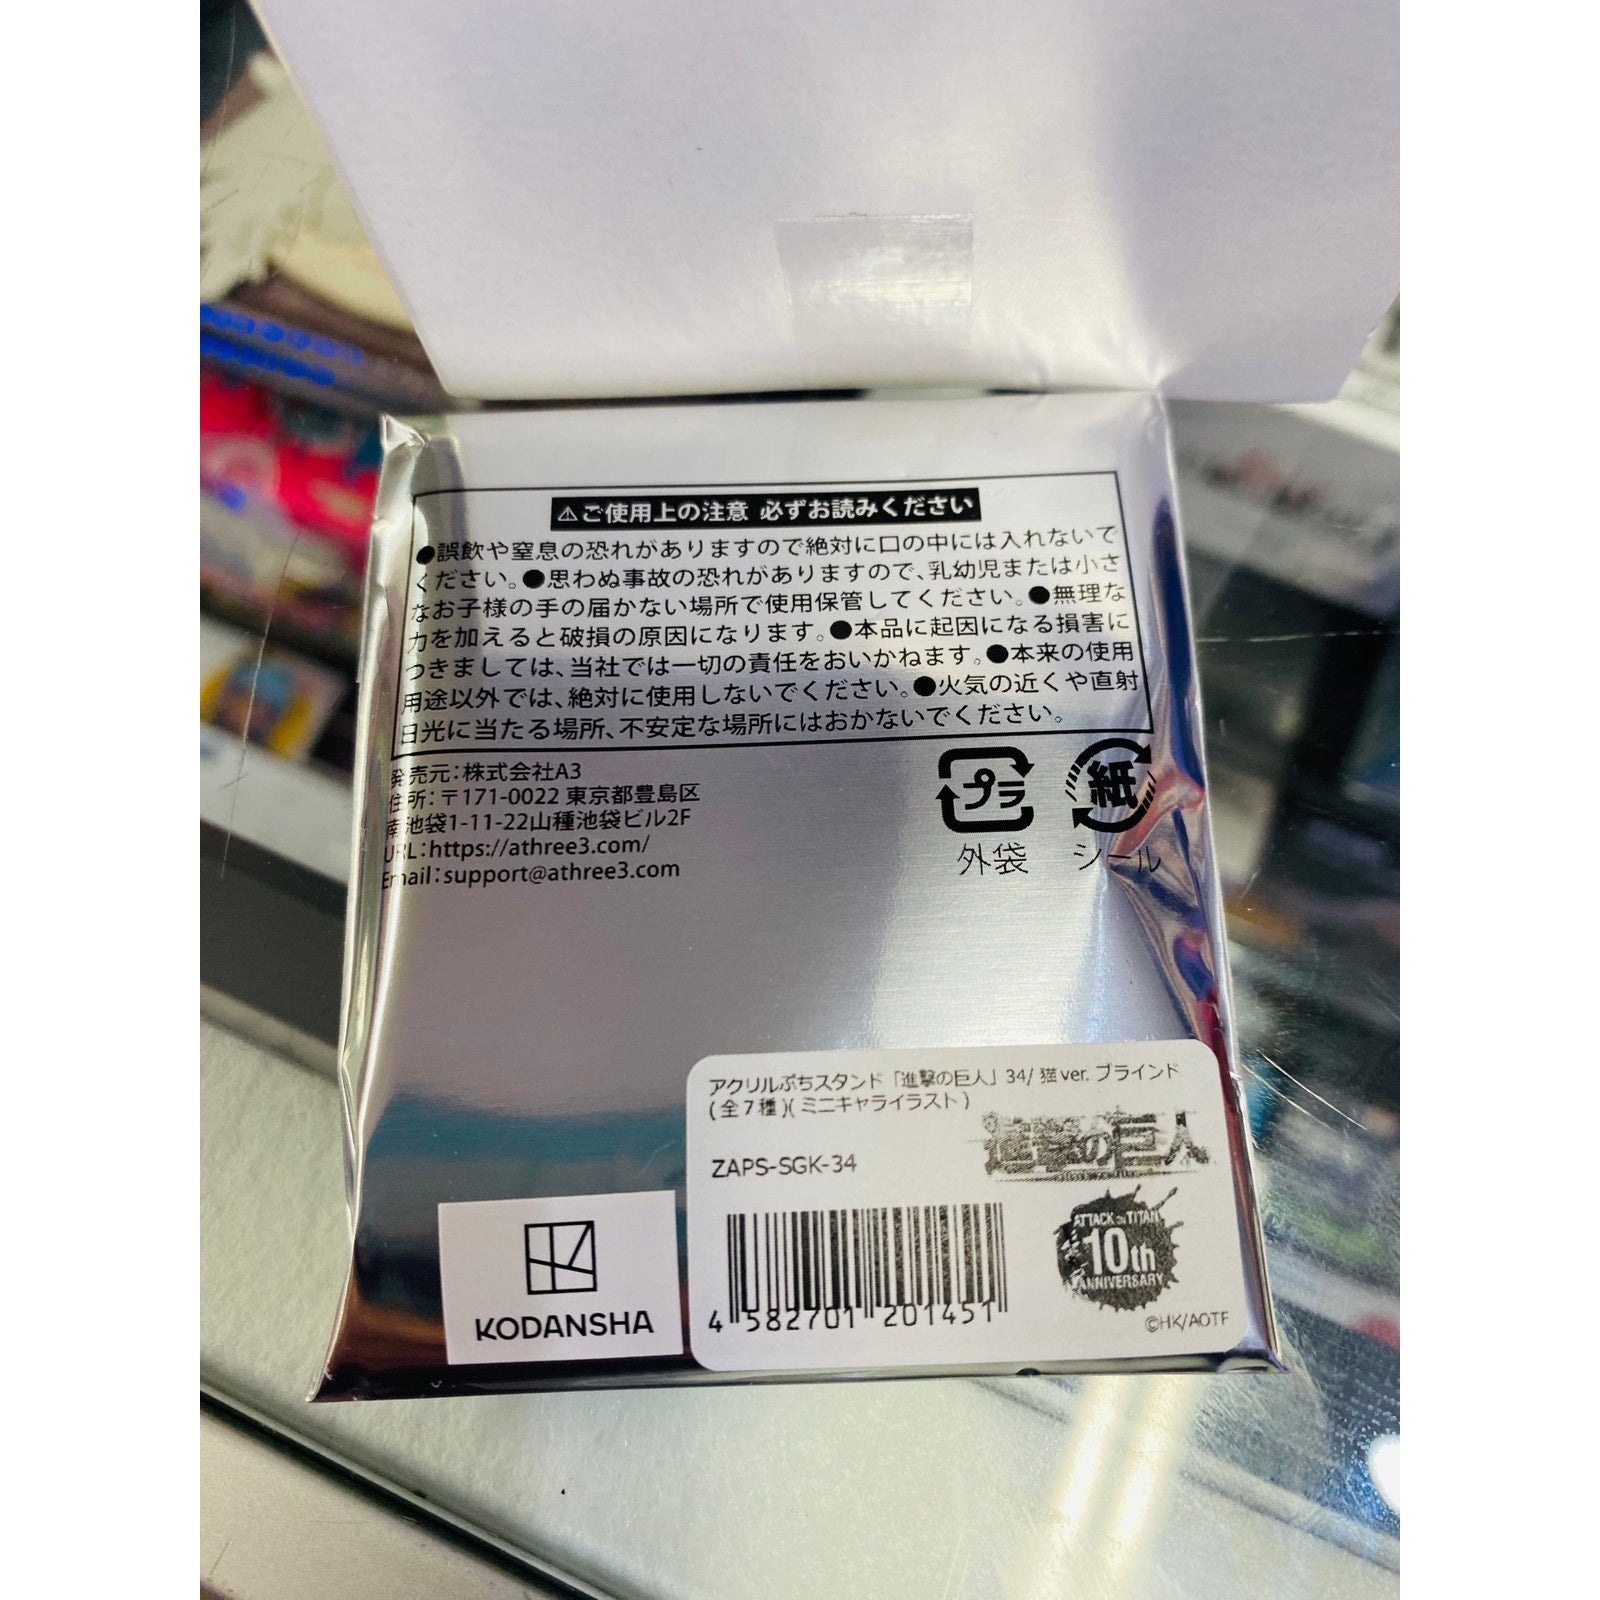 ⚠ご使用上の注意 必ずお読みください
●誤飲や窒息の恐れがありますので絶対に口の中には入れないで
ください。●思わぬ事故の恐れがありますので、乳幼児または小さ
なお子様の手の届かない場所で使用保管してください。●無理な
力を加えると破損の原因になります。●本品に起因になる損害に
つきましては、当社では一切の責任をおいかねます。●本来の使用
用途以外では、絶対に使用しないでください。●火気の近くや直射
日光に当たる場所、不安定な場所にはおかないでください。
発売元:株式会社A3
住所:〒171-0022 東京都豊島区
南池袋1-11-22山種池袋ビル2F
URL:https://athree3.com/
Email:support@athree3.com
プラ
外袋
紙
シール
アクリルぷちスタンド「進撃の巨人」34/ 猫ver. ブラインド
(全7種)(ミニキャライラスト)
ZAPS-SGK-34
進撃の巨人
ATTACK ON TITAN
10th
ANNIVERSARY
4 582701 201451
©HK/AOTF
KODANSHA